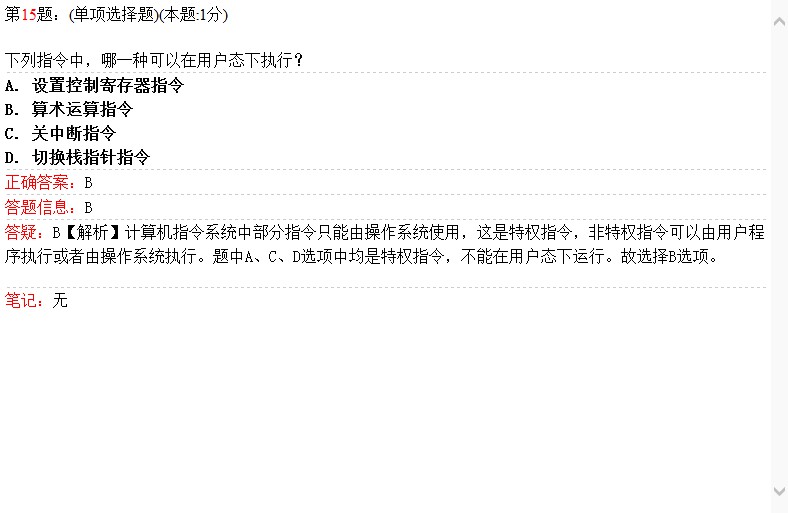 第15题：(单项选择题)(本题:1分)
下列指令中，哪一种可以在用户态下执行？
A. 设置控制寄存器指令
B. 算术运算指令
C. 关中断指令
D. 切换栈指针指令
正确答案：B
答题信息：B
答疑：B【解析】计算机指令系统中部分指令只能由操作系统使用，这是特权指令，非特权指令可以由用户程
序执行或者由操作系统执行。题中A、C、D选项中均是特权指令，不能在用户态下运行。故选择B选项。
笔记：无